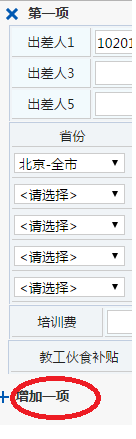 第一项
出差人1 10201
出差人3
出差人5
省份
北京-全市
<请选择>
<请选择>
<请选择>
<请选择>
培训费
教工伙食补贴
增加一项